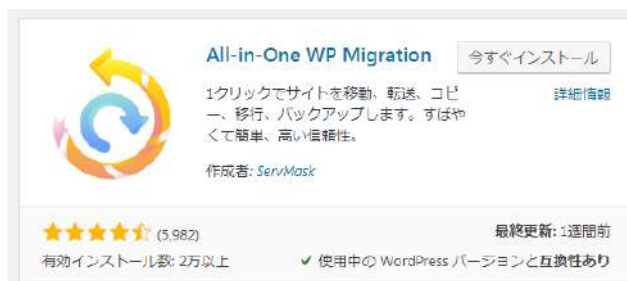 All-in-One WP Migration
今すぐインストール
1クリックでサイトを移動、転送、コピ
ー、移行、バックアップします。すばや
くて簡単、高い信頼性。
詳細情報
作成者: ServMask
(5,982)
最終更新: 1週間前
有効インストール数: 2万以上
✔ 使用中の WordPress バージョンと互換性あり